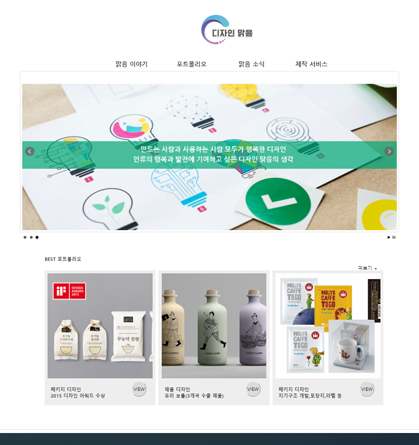 디자인 맑음
맑음 이야기 포트폴리오 맑음 소식 제작 서비스
만드는 사람과 사용하는 사람 모두가 행복한 디자인
인류의 행복과 발전에 기여하고 싶은 디자인 맑음의 생각
BEST 포트폴리오
더보기
DESIGN
AWARD
2015
MOLLY'S
CAFFE
TIGO
MOLLY'S
CAFFE
TIGO
패키지 디자인
2015 디자인 어워드 수상
VIEW
제품 디자인
유리 보틀(3개국 수출 제품)
VIEW
패키지 디자인
지기구조 개발,포장지,라벨 등
VIEW